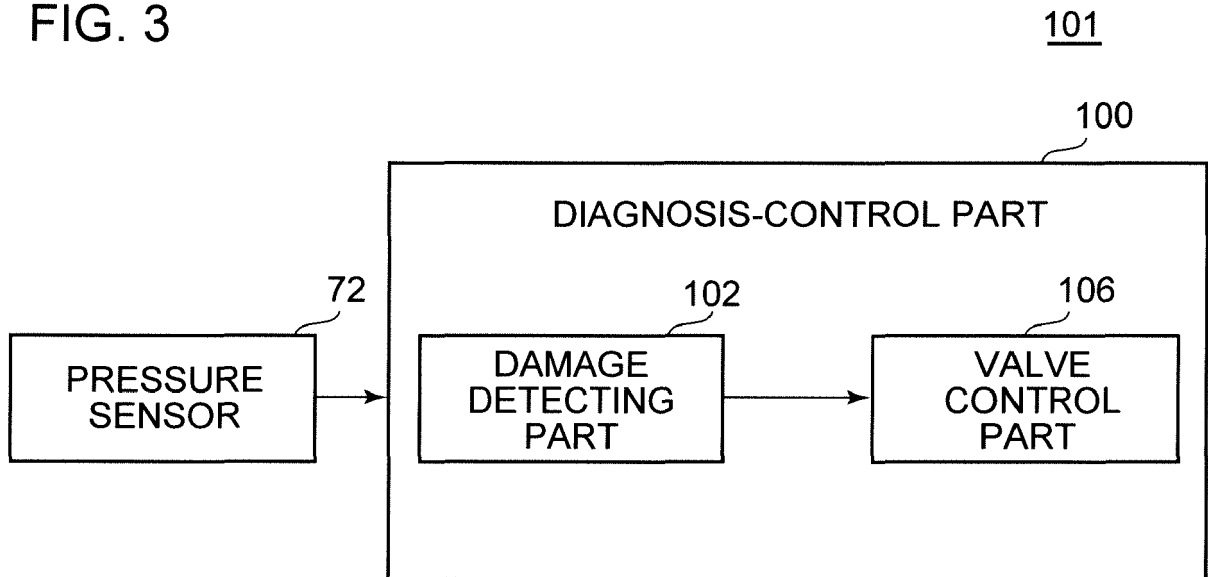 FIG. 3
101
100
DIAGNOSIS-CONTROL PART
72
102
106
PRESSURE
SENSOR
DAMAGE
DETECTING
PART
VALVE
CONTROL
PART